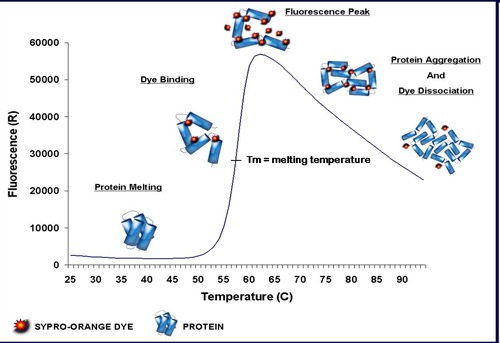 Fluorescence Peak
Protein Aggregation
And
Dye Dissociation
Dye Binding
Protein Melting
Tm = melting temperature
Fluorescence (R)
60000
50000
40000
30000
20000
10000
0
25 30 35 40 45 50 55 60 65 70 75 80 85 90
Temperature (C)
SYPRO-ORANGE DYE
PROTEIN